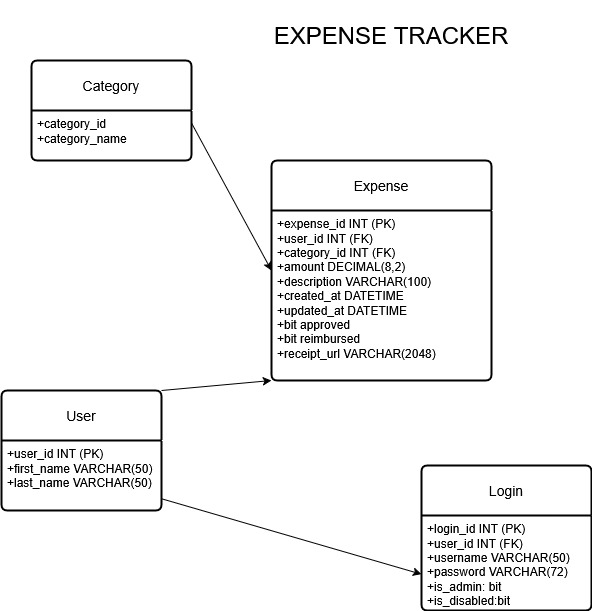 EXPENSE TRACKER
Category
+category_id
+category_name
Expense
+expense_id INT (PK)
+user_id INT (FK)
+category_id INT (FK)
+amount DECIMAL(8,2)
+description VARCHAR(100)
+created_at DATETIME
+updated_at DATETIME
+bit approved
+bit reimbursed
+receipt_url VARCHAR(2048)
User
+user_id INT (PK)
+first_name VARCHAR(50)
+last_name VARCHAR(50)
Login
+login_id INT (PK)
+user_id INT (FK)
+username VARCHAR(50)
+password VARCHAR(72)
+is_admin: bit
+is_disabled:bit